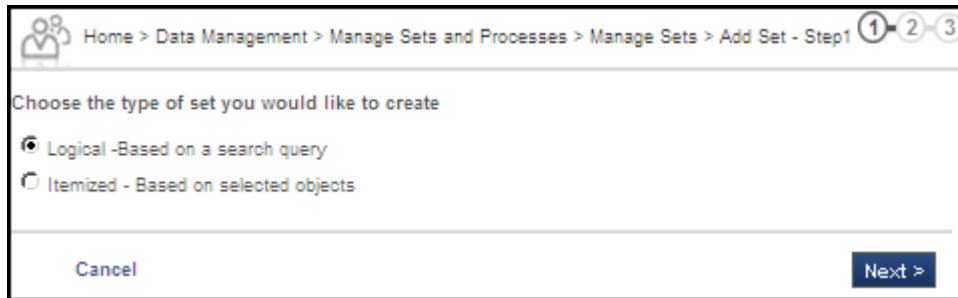 Home > Data Management > Manage Sets and Processes > Manage Sets > Add Set - Step1 1 2 3
Choose the type of set you would like to create
Logical -Based on a search query
Itemized - Based on selected objects
Cancel Next >